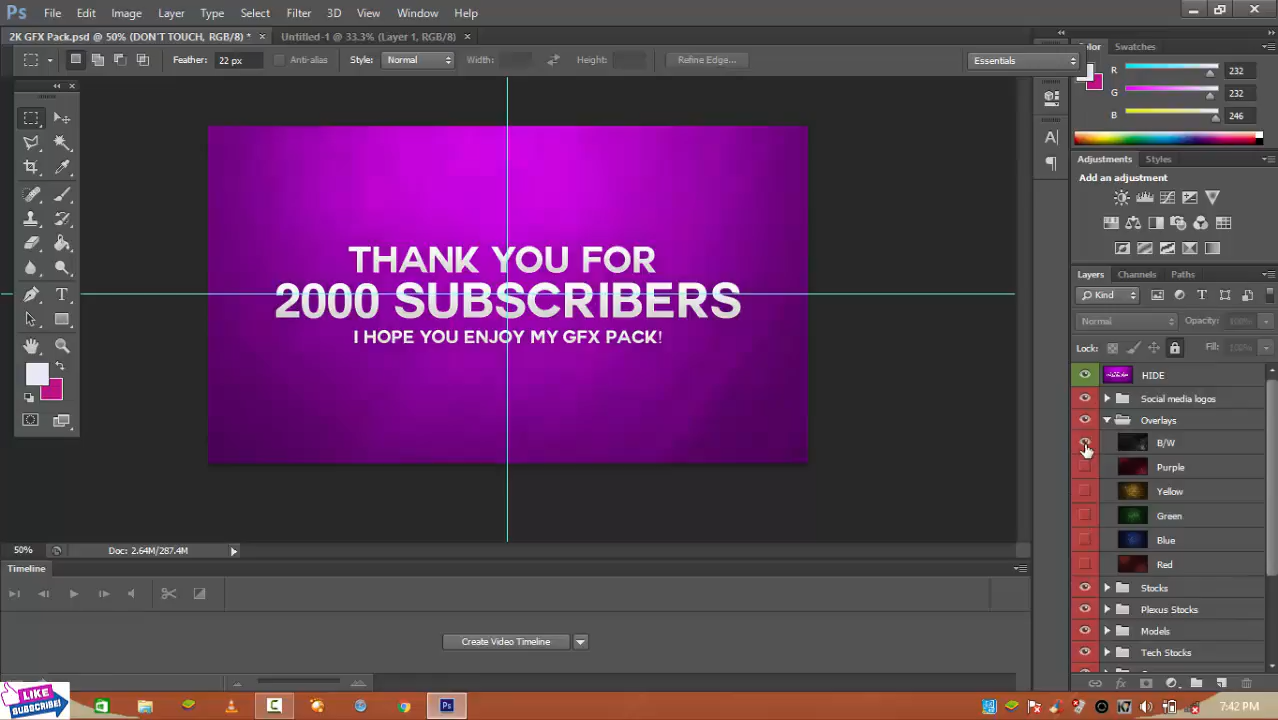 Ps File Edit Image Layer Type Select Filter 3D View Window Help
2K GFX Pack.psd @ 50% (DON'T TOUCH, RGB/8) * × Untitled-1 @ 33.3% (Layer 1, RGB/8) ×
Feather: 22 px Anti-alias Style: Normal Width: Height: Refine Edge... Essentials
Color Swatches
R 232
G 232
B 246
Adjustments Styles
Add an adjustment
THANK YOU FOR
2000 SUBSCRIBERS
I HOPE YOU ENJOY MY GFX PACK!
Layers Channels Paths
Kind
Normal Opacity: 100%
Lock: Fill: 100%
HIDE
Social media logos
Overlays
B/W
Purple
Yellow
Green
Blue
Red
Stocks
Plexus Stocks
Models
Tech Stocks
50% Doc: 2.64M/287.4M
Timeline
Create Video Timeline
LIKE
SUBSCRIBE!
Ps
7:42 PM